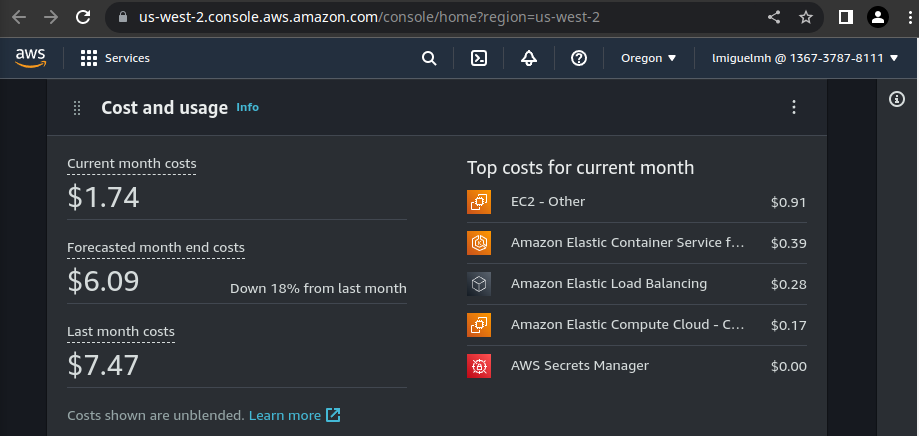 us-west-2.console.aws.amazon.com/console/home?region=us-west-2
aws
Services
Oregon
lmiguelmh @ 1367-3787-8111
Cost and usage Info
Current month costs
$1.74
Forecasted month end costs
$6.09
Down 18% from last month
Last month costs
$7.47
Costs shown are unblended. Learn more
Top costs for current month
EC2 - Other $0.91
Amazon Elastic Container Service f... $0.39
Amazon Elastic Load Balancing $0.28
Amazon Elastic Compute Cloud - C... $0.17
AWS Secrets Manager $0.00